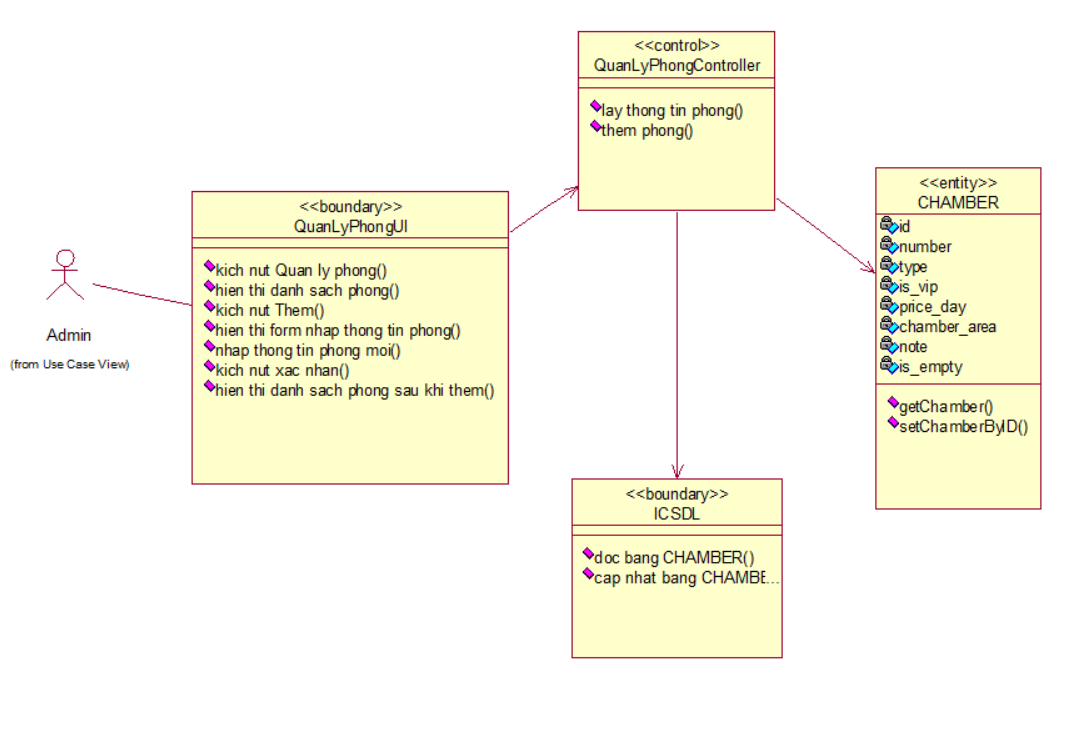 <<control>>
QuanLyPhongController
lay thong tin phong()
them phong()
<<entity>>
CHAMBER
id
number
type
is_vip
price_day
chamber_area
note
is_empty
getChamber()
setChamberByID()
<<boundary>>
QuanLyPhongUI
kich nut Quan ly phong()
hien thi danh sach phong()
kich nut Them()
hien thi form nhap thong tin phong()
nhap thong tin phong moi()
kich nut xac nhan()
hien thi danh sach phong sau khi them()
Admin
(from Use Case View)
<<boundary>>
ICSDL
doc bang CHAMBER()
cap nhat bang CHAMBE...